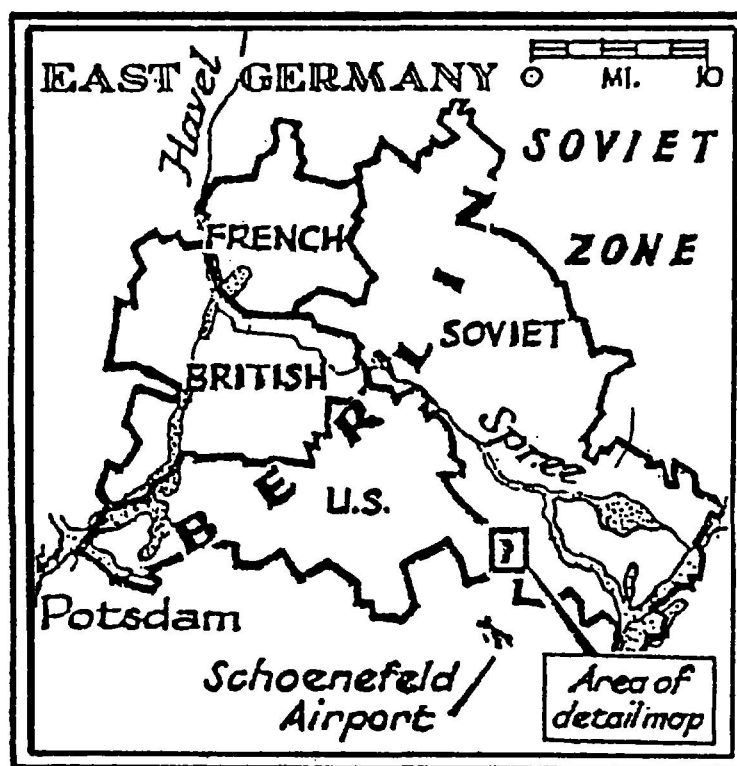 EAST GERMANY
0 MI. 10
Havel
SOVIET
ZONE
FRENCH
SOVIET
BRITISH
BERLIN
Spree
U.S.
Potsdam
Schoenefeld
Airport
Area of
detail map